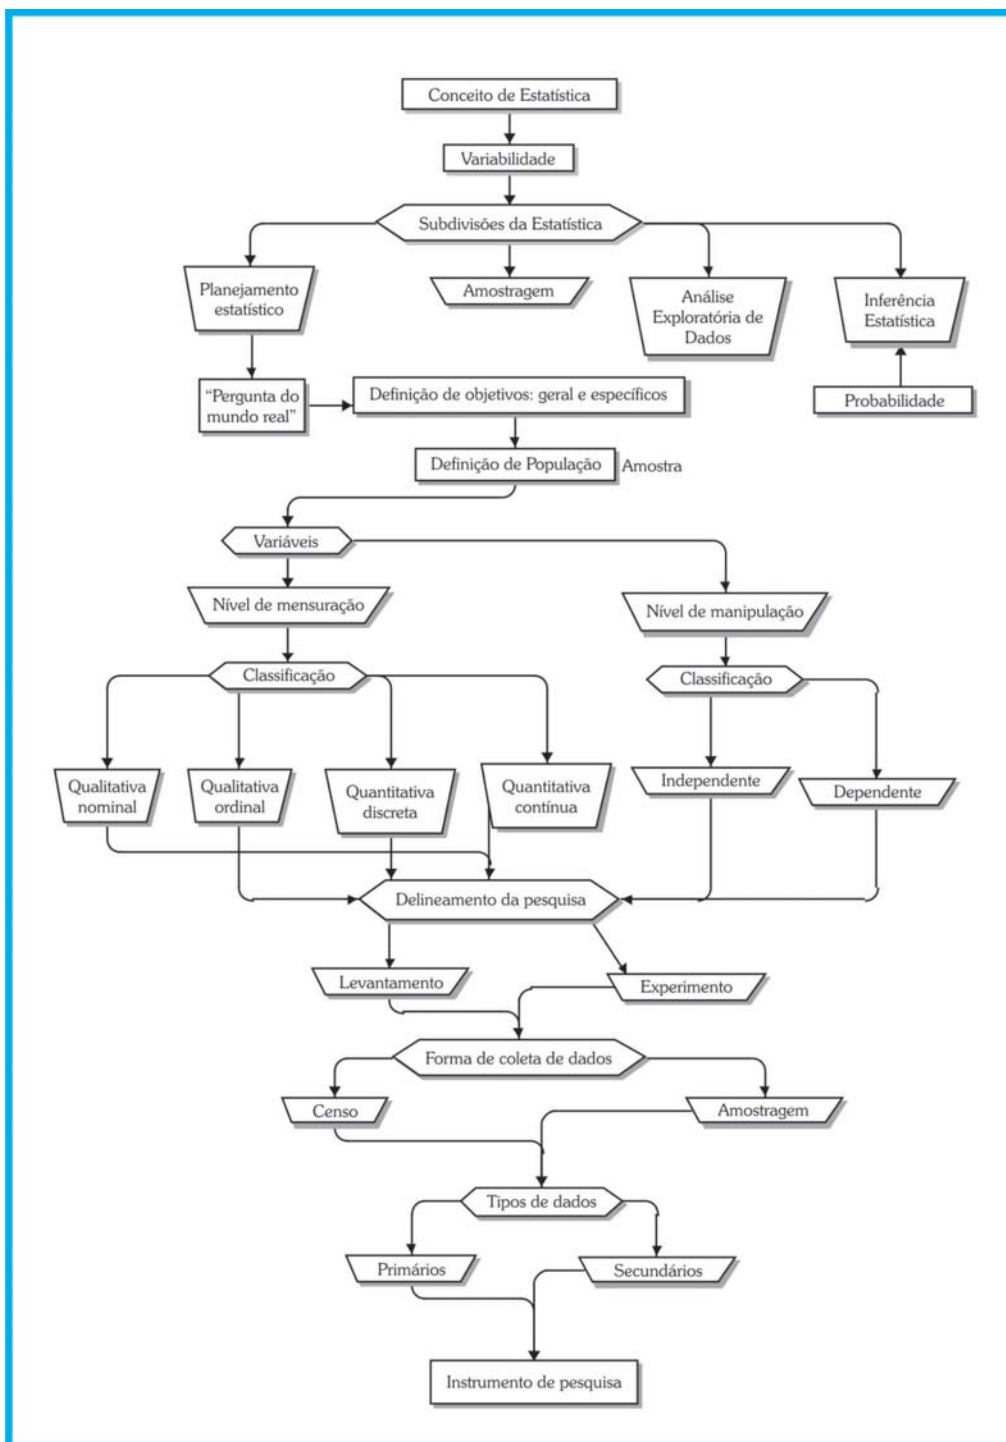 Conceito de Estatística
Variabilidade
Subdivisões da Estatística
Planejamento
estatístico
Amostragem
Análise
Exploratória de
Dados
Inferência
Estatística
“Pergunta do
mundo real”
Definição de objetivos: geral e específicos
Probabilidade
Definição de População
Amostra
Variáveis
Nível de mensuração
Nível de manipulação
Classificação
Classificação
Qualitativa
nominal
Qualitativa
ordinal
Quantitativa
discreta
Quantitativa
contínua
Independente
Dependente
Delineamento da pesquisa
Levantamento
Experimento
Forma de coleta de dados
Censo
Amostragem
Tipos de dados
Primários
Secundários
Instrumento de pesquisa